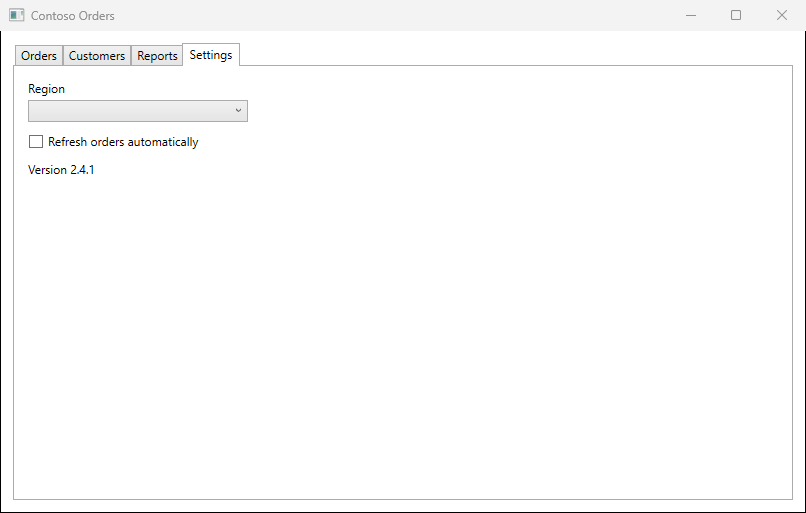 Contoso Orders
Orders Customers Reports Settings
Region
Refresh orders automatically
Version 2.4.1